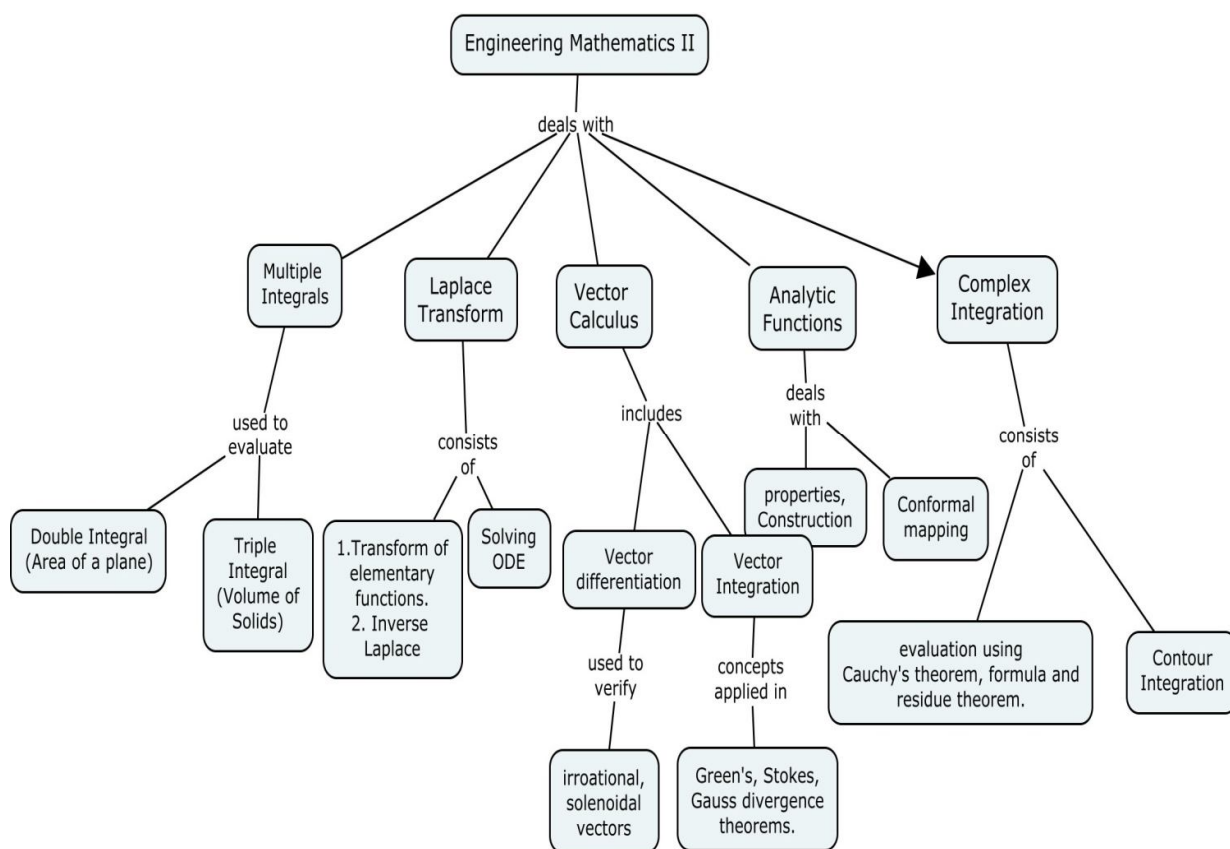 Engineering Mathematics II
deals with
Multiple
Integrals
Laplace
Transform
Vector
Calculus
Analytic
Functions
Complex
Integration
used to
evaluate
consists
of
includes
deals
with
consists
of
Double Integral
(Area of a plane)
Triple
Integral
(Volume of
Solids)
1.Transform of
elementary
functions.
2. Inverse
Laplace
Solving
ODE
Vector
differentiation
Vector
Integration
properties,
Construction
Conformal
mapping
evaluation using
Cauchy's theorem, formula and
residue theorem.
Contour
Integration
used to
verify
concepts
applied in
irroational,
solenoidal
vectors
Green's, Stokes,
Gauss divergence
theorems.